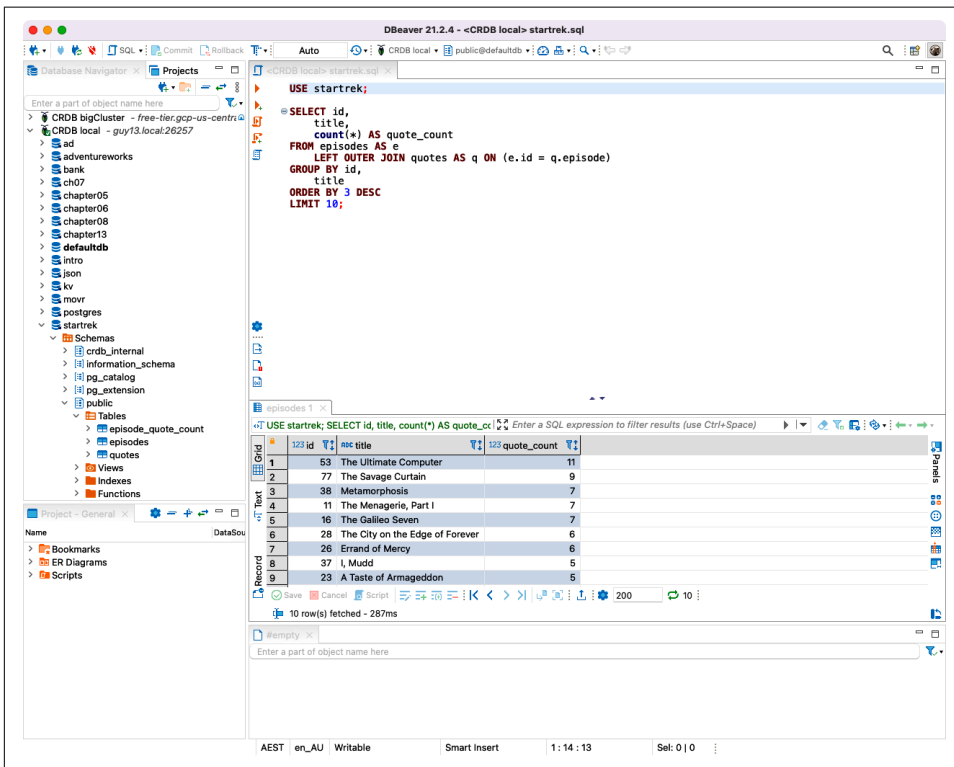 DBeaver 21.2.4 - <CRDB local> startrek.sql
SQL Commit Rollback Auto CRDB local public@defaultdb
Database Navigator Projects
Enter a part of object name here
CRDB bigCluster - free-tier.gcp-us-centra
CRDB local - guy13.local:26257
ad
adventureworks
bank
ch07
chapter05
chapter06
chapter08
chapter13
defaultdb
intro
json
kv
movr
postgres
startrek
Schemas
crdb_internal
information_schema
pg_catalog
pg_extension
public
Tables
episode_quote_count
episodes
quotes
Views
Indexes
Functions
Project - General
Name DataSou
Bookmarks
ER Diagrams
Scripts
<CRDB local> startrek.sql
USE startrek;
SELECT id,
title,
count(*) AS quote_count
FROM episodes AS e
LEFT OUTER JOIN quotes AS q ON (e.id = q.episode)
GROUP BY id,
title
ORDER BY 3 DESC
LIMIT 10;
episodes 1
USE startrek; SELECT id, title, count(*) AS quote_cc Enter a SQL expression to filter results (use Ctrl+Space)
Grid
Text
Record
Panels
123 id ABC title 123 quote_count
1 53 The Ultimate Computer 11
2 77 The Savage Curtain 9
3 38 Metamorphosis 7
4 11 The Menagerie, Part I 7
5 16 The Galileo Seven 7
6 28 The City on the Edge of Forever 6
7 26 Errand of Mercy 6
8 37 I, Mudd 5
9 23 A Taste of Armageddon 5
Save Cancel Script 200 10
10 row(s) fetched - 287ms
#empty
Enter a part of object name here
AEST en_AU Writable Smart Insert 1 : 14 : 13 Sel: 0 | 0